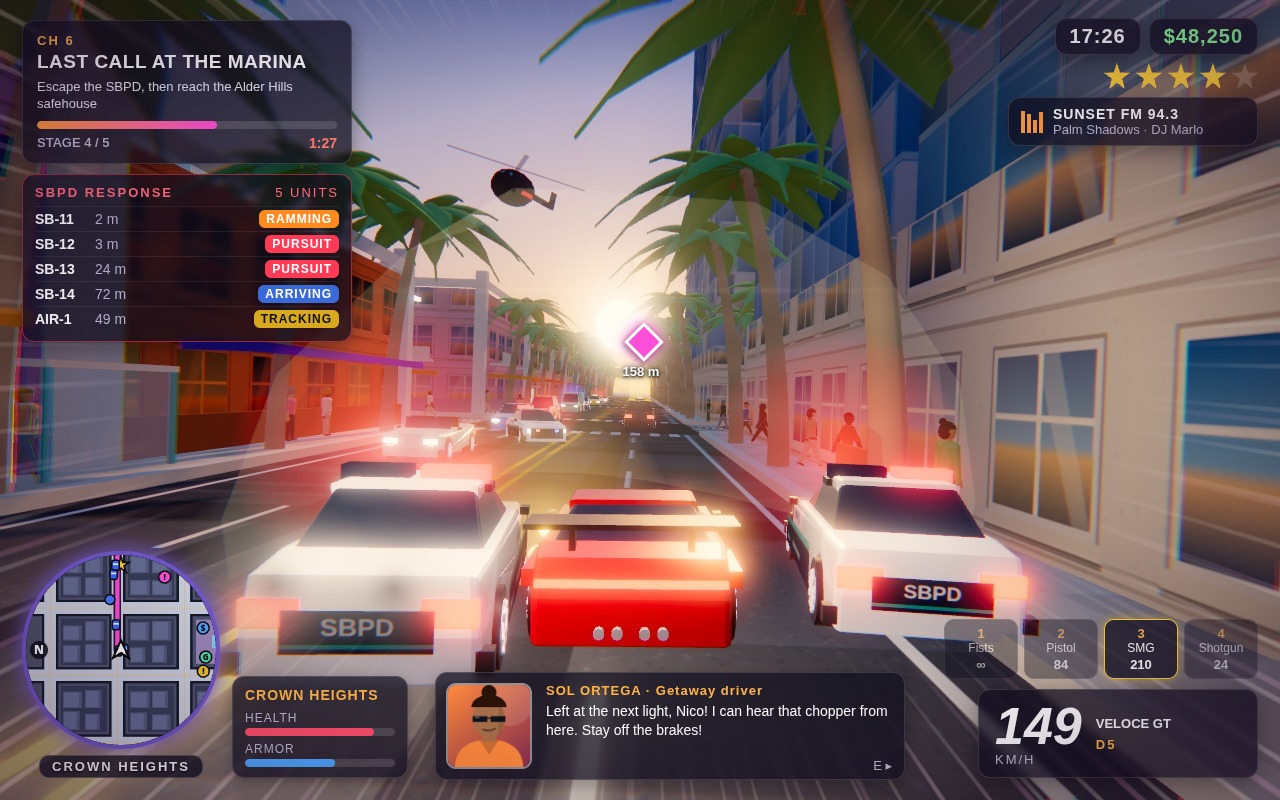 CH 6
LAST CALL AT THE MARINA
Escape the SBPD, then reach the Alder Hills
safehouse
STAGE 4 / 5 1:27
SBPD RESPONSE 5 UNITS
SB-11 2 m RAMMING
SB-12 3 m PURSUIT
SB-13 24 m PURSUIT
SB-14 72 m ARRIVING
AIR-1 49 m TRACKING
17:26 $48,250
SUNSET FM 94.3
Palm Shadows · DJ Marlo
158 m
SBPD
SBPD
N
!
$
G
!
CROWN HEIGHTS
CROWN HEIGHTS
HEALTH
ARMOR
SOL ORTEGA · Getaway driver
Left at the next light, Nico! I can hear that chopper from
here. Stay off the brakes!
E ▸
1 2 3 4
Fists Pistol SMG Shotgun
∞ 84 210 24
149 VELOCE GT
D5
KM/H